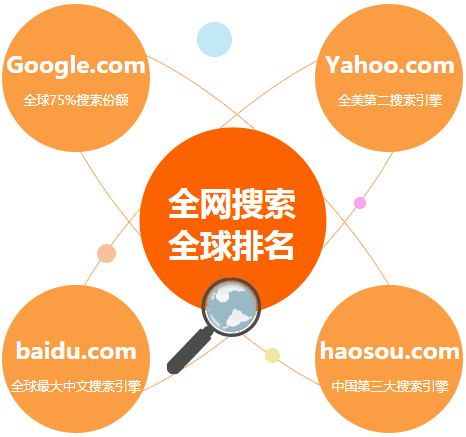 Google.com
全球75%搜索份额
Yahoo.com
全美第二搜索引擎
全网搜索
全球排名
baidu.com
全球最大中文搜索引擎
haosou.com
中国第三大搜索引擎